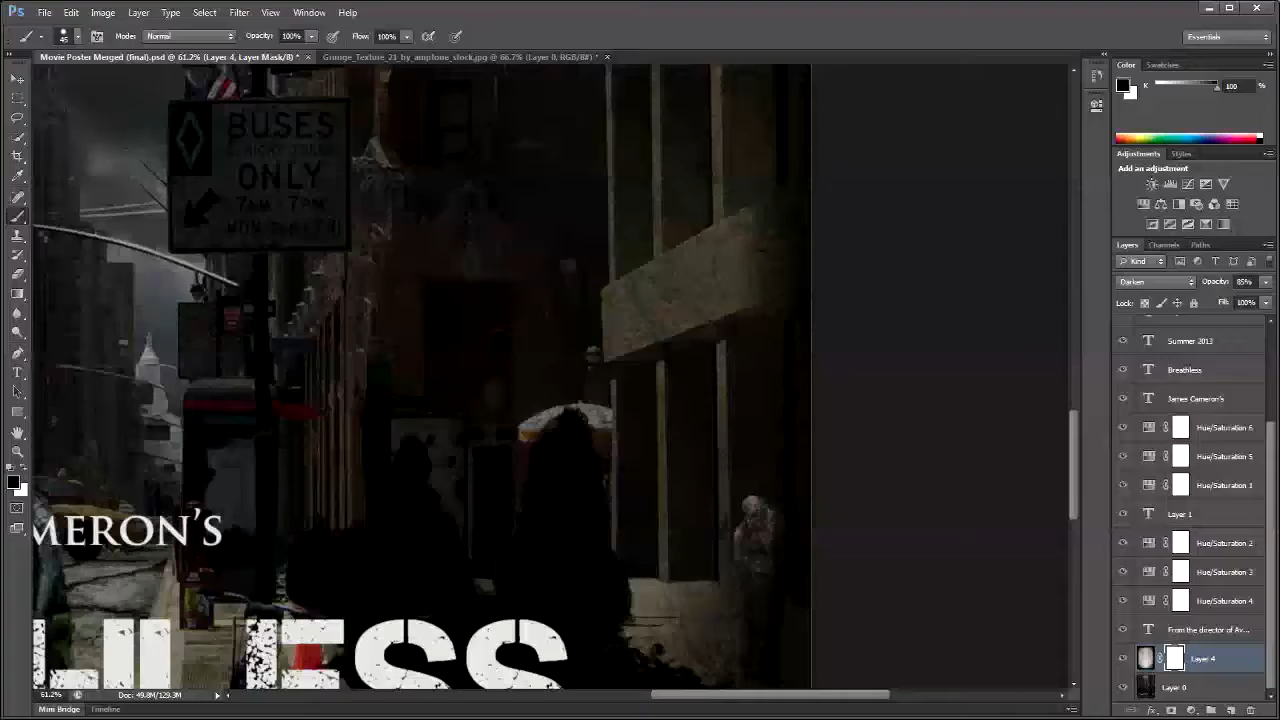 Ps File Edit Image Layer Type Select Filter View Window Help
45 Mode: Normal Opacity: 100% Flow: 100% Essentials
Movie Poster Merged (final).psd @ 61.2% (Layer 4, Layer Mask/8) * × Grunge_Texture_21_by_amptone_stock.jpg @ 66.7% (Layer 0, RGB/8#) * ×
Color Swatches
K 100 %
Adjustments Styles
Add an adjustment
Layers Channels Paths
Kind
Darken Opacity: 85%
Lock: Fill: 100%
Summer 2013
Breathless
James Cameron's
Hue/Saturation 6
Hue/Saturation 5
Hue/Saturation 1
Layer 1
Hue/Saturation 2
Hue/Saturation 3
Hue/Saturation 4
From the director of Av...
Layer 4
Layer 0
BUSES
ONLY
7AM - 7PM
MERON'S
HLESS
61.2% Doc: 49.8M/129.3M
Mini Bridge Timeline